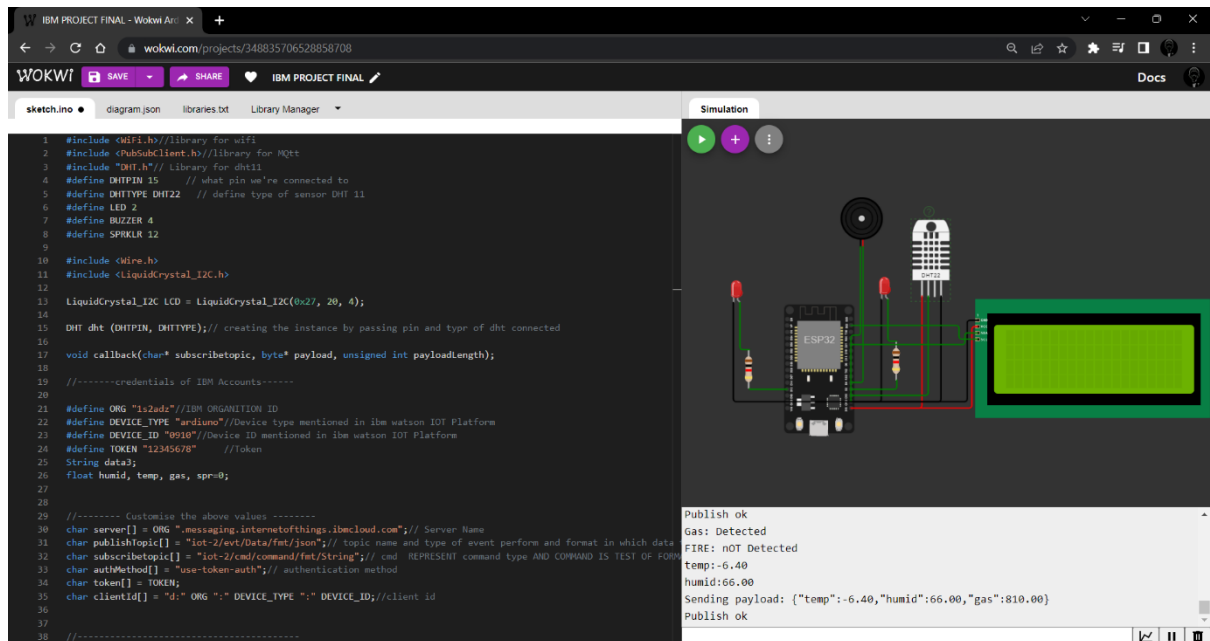 IBM PROJECT FINAL - Wokwi Ard
wokwi.com/projects/348835706528858708
WOKWI SAVE SHARE IBM PROJECT FINAL Docs
sketch.ino diagram.json libraries.txt Library Manager
1 #include <WiFi.h>//library for wifi
2 #include <PubSubClient.h>//library for MQtt
3 #include "DHT.h"// Library for dht11
4 #define DHTPIN 15 // what pin we're connected to
5 #define DHTTYPE DHT22 // define type of sensor DHT 11
6 #define LED 2
7 #define BUZZER 4
8 #define SPRKLR 12
9
10 #include <Wire.h>
11 #include <LiquidCrystal_I2C.h>
12
13 LiquidCrystal_I2C LCD = LiquidCrystal_I2C(0x27, 20, 4);
14
15 DHT dht (DHTPIN, DHTTYPE);// creating the instance by passing pin and typr of dht connected
16
17 void callback(char* subscribetopic, byte* payload, unsigned int payloadLength);
18
19 //-------credentials of IBM Accounts------
20
21 #define ORG "1s2adz"//IBM ORGANITION ID
22 #define DEVICE_TYPE "ardiuno"//Device type mentioned in ibm watson IOT Platform
23 #define DEVICE_ID "0910"//Device ID mentioned in ibm watson IOT Platform
24 #define TOKEN "12345678" //Token
25 String data3;
26 float humid, temp, gas, spr=0;
27
28
29 //-------- Customise the above values --------
30 char server[] = ORG ".messaging.internetofthings.ibmcloud.com";// Server Name
31 char publishTopic[] = "iot-2/evt/Data/fmt/json";// topic name and type of event perform and format in which data
32 char subscribetopic[] = "iot-2/cmd/command/fmt/String";// cmd REPRESENT command type AND COMMAND IS TEST OF FORM
33 char authMethod[] = "use-token-auth";// authentication method
34 char token[] = TOKEN;
35 char clientId[] = "d:" ORG ":" DEVICE_TYPE ":" DEVICE_ID;//client id
36
37
38 //-----------------------------------------
Simulation
DHT22
ESP32
Publish ok
Gas: Detected
FIRE: nOT Detected
temp:-6.40
humid:66.00
Sending payload: {"temp":-6.40,"humid":66.00,"gas":810.00}
Publish ok